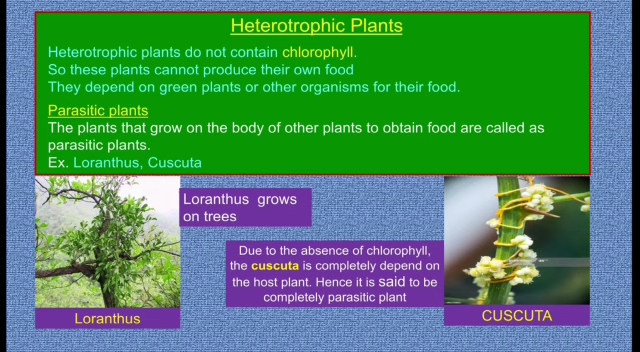 Heterotrophic Plants
Heterotrophic plants do not contain chlorophyll.
So these plants cannot produce their own food
They depend on green plants or other organisms for their food.
Parasitic plants
The plants that grow on the body of other plants to obtain food are called as
parasitic plants.
Ex. Loranthus, Cuscuta
Loranthus grows
on trees
Due to the absence of chlorophyll,
the cuscuta is completely depend on
the host plant. Hence it is said to be
completely parasitic plant
Loranthus
CUSCUTA